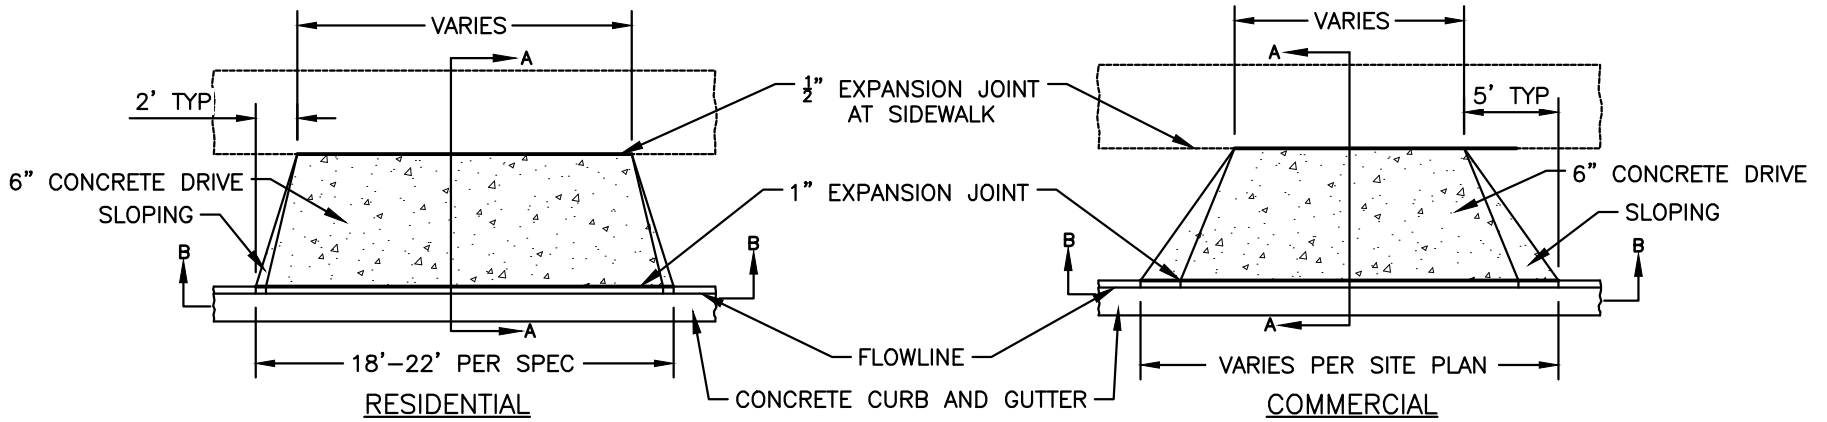 VARIES
A
2' TYP
½" EXPANSION JOINT
AT SIDEWALK
6" CONCRETE DRIVE
SLOPING
1" EXPANSION JOINT
B
B
A
18'-22' PER SPEC
RESIDENTIAL
FLOWLINE
CONCRETE CURB AND GUTTER
VARIES
A
5' TYP
6" CONCRETE DRIVE
SLOPING
B
B
A
VARIES PER SITE PLAN
COMMERCIAL